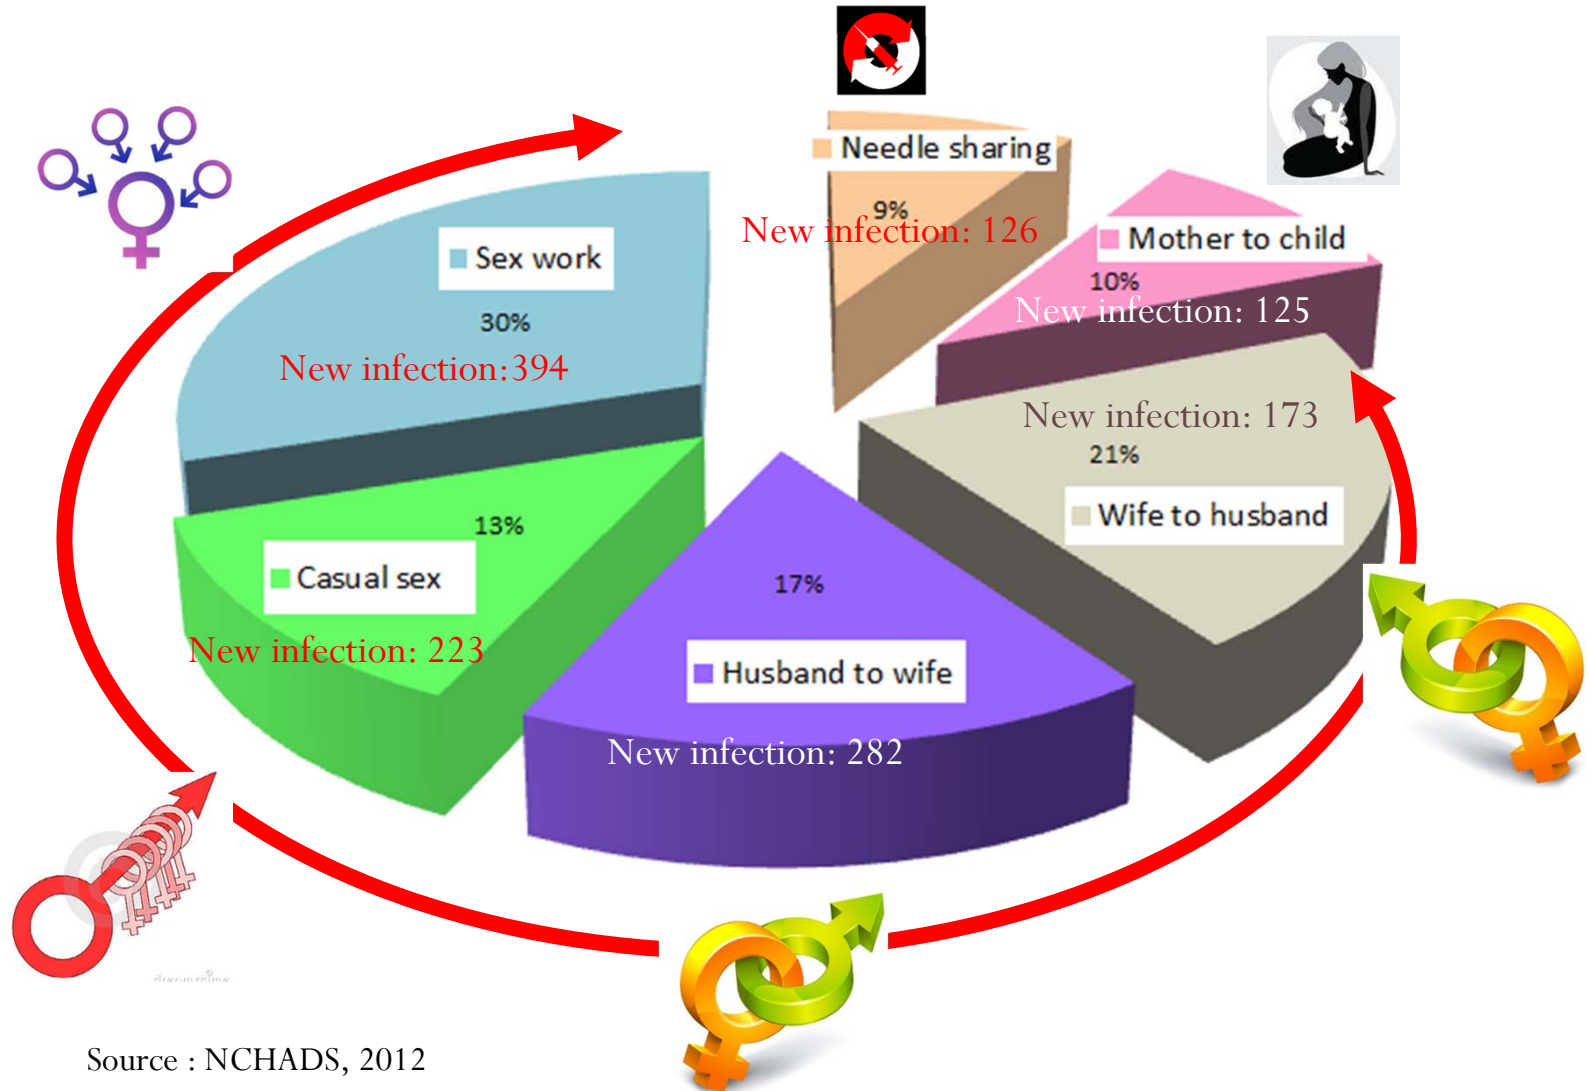 Needle sharing
9%
New infection: 126
Mother to child
10%
New infection: 125
Sex work
30%
New infection:394
New infection: 173
21%
Wife to husband
13%
Casual sex
New infection: 223
17%
Husband to wife
New infection: 282
Source : NCHADS, 2012